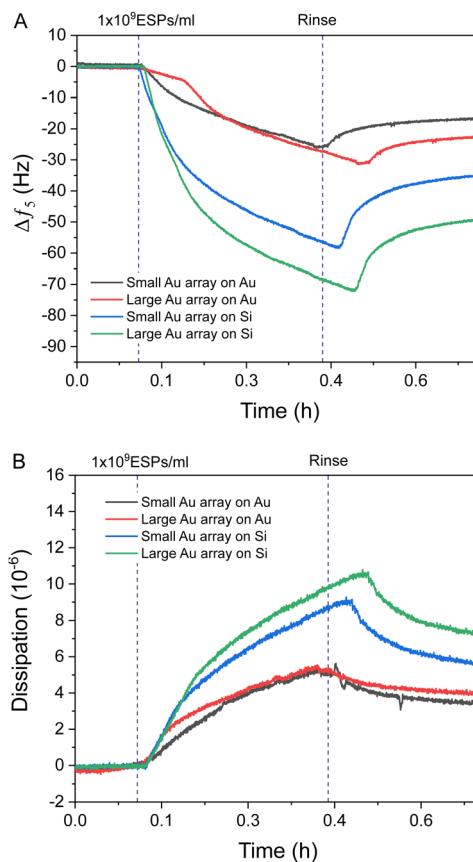 A
1x10⁹ESPs/ml
Rinse
10
5
0
-10
-20
-30
-40
-50
-60
-70
-80
-90
Δf₅ (Hz)
Small Au array on Au
Large Au array on Au
Small Au array on Si
Large Au array on Si
0.0
0.1
0.3
0.4
0.6
Time (h)
B
1x10⁹ESPs/ml
Rinse
16
14
12
10
8
6
4
2
0
-2
Dissipation (10⁻⁶)
Small Au array on Au
Large Au array on Au
Small Au array on Si
Large Au array on Si
0.0
0.1
0.3
0.4
0.6
Time (h)